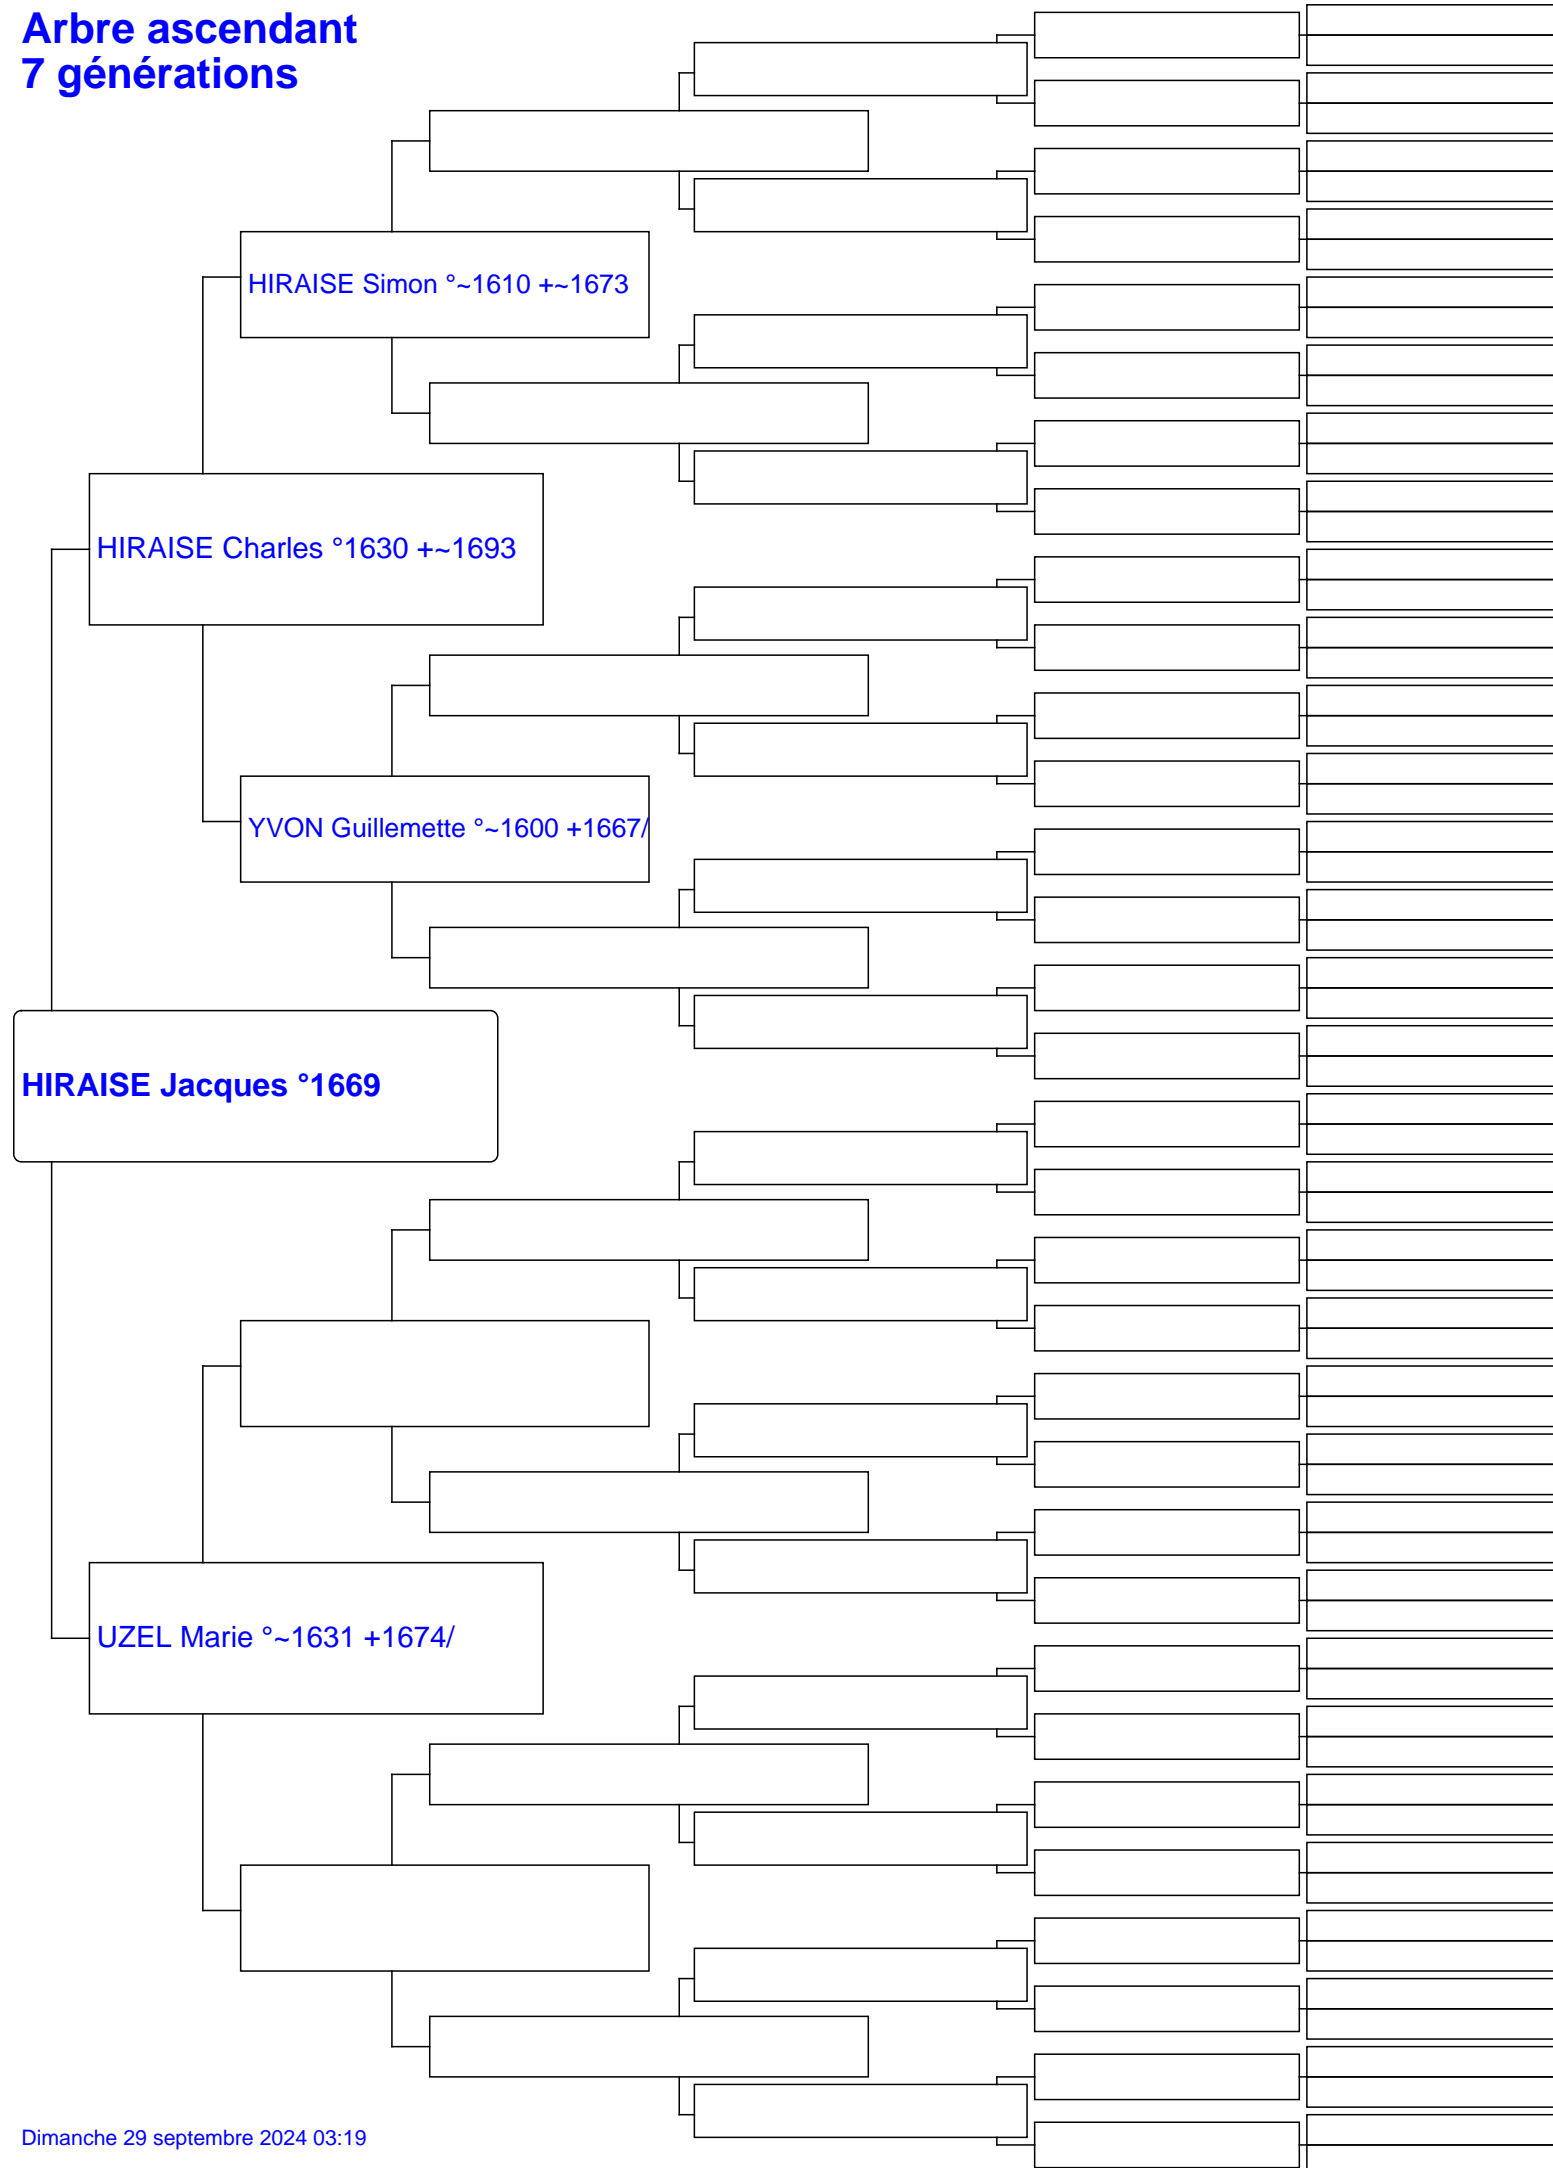 Arbre ascendant
7 générations
HIRAISE Simon °~1610 +~1673
HIRAISE Charles °1630 +~1693
YVON Guillemette °~1600 +1667/
HIRAISE Jacques °1669
UZEL Marie °~1631 +1674/
Dimanche 29 septembre 2024 03:19